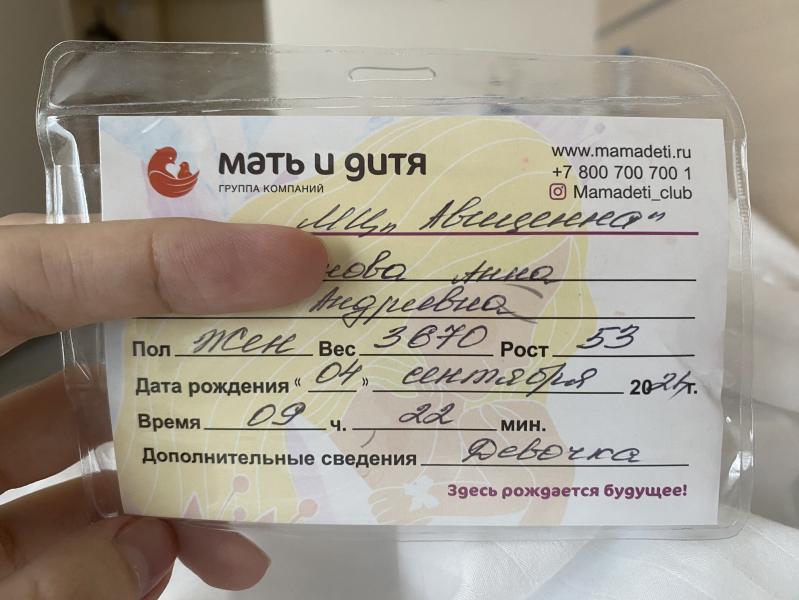 мать и дитя
ГРУППА КОМПАНИЙ
www.mamadeti.ru
+7 800 700 700 1
Mamadeti_club
МЦ „Авиценна"
нова Анна
Андреевна
Пол Жен Вес 3670 Рост 53
Дата рождения « 04 » сентября 2021г.
Время 09 ч. 22 мин.
Дополнительные сведения Девочка
Здесь рождается будущее!